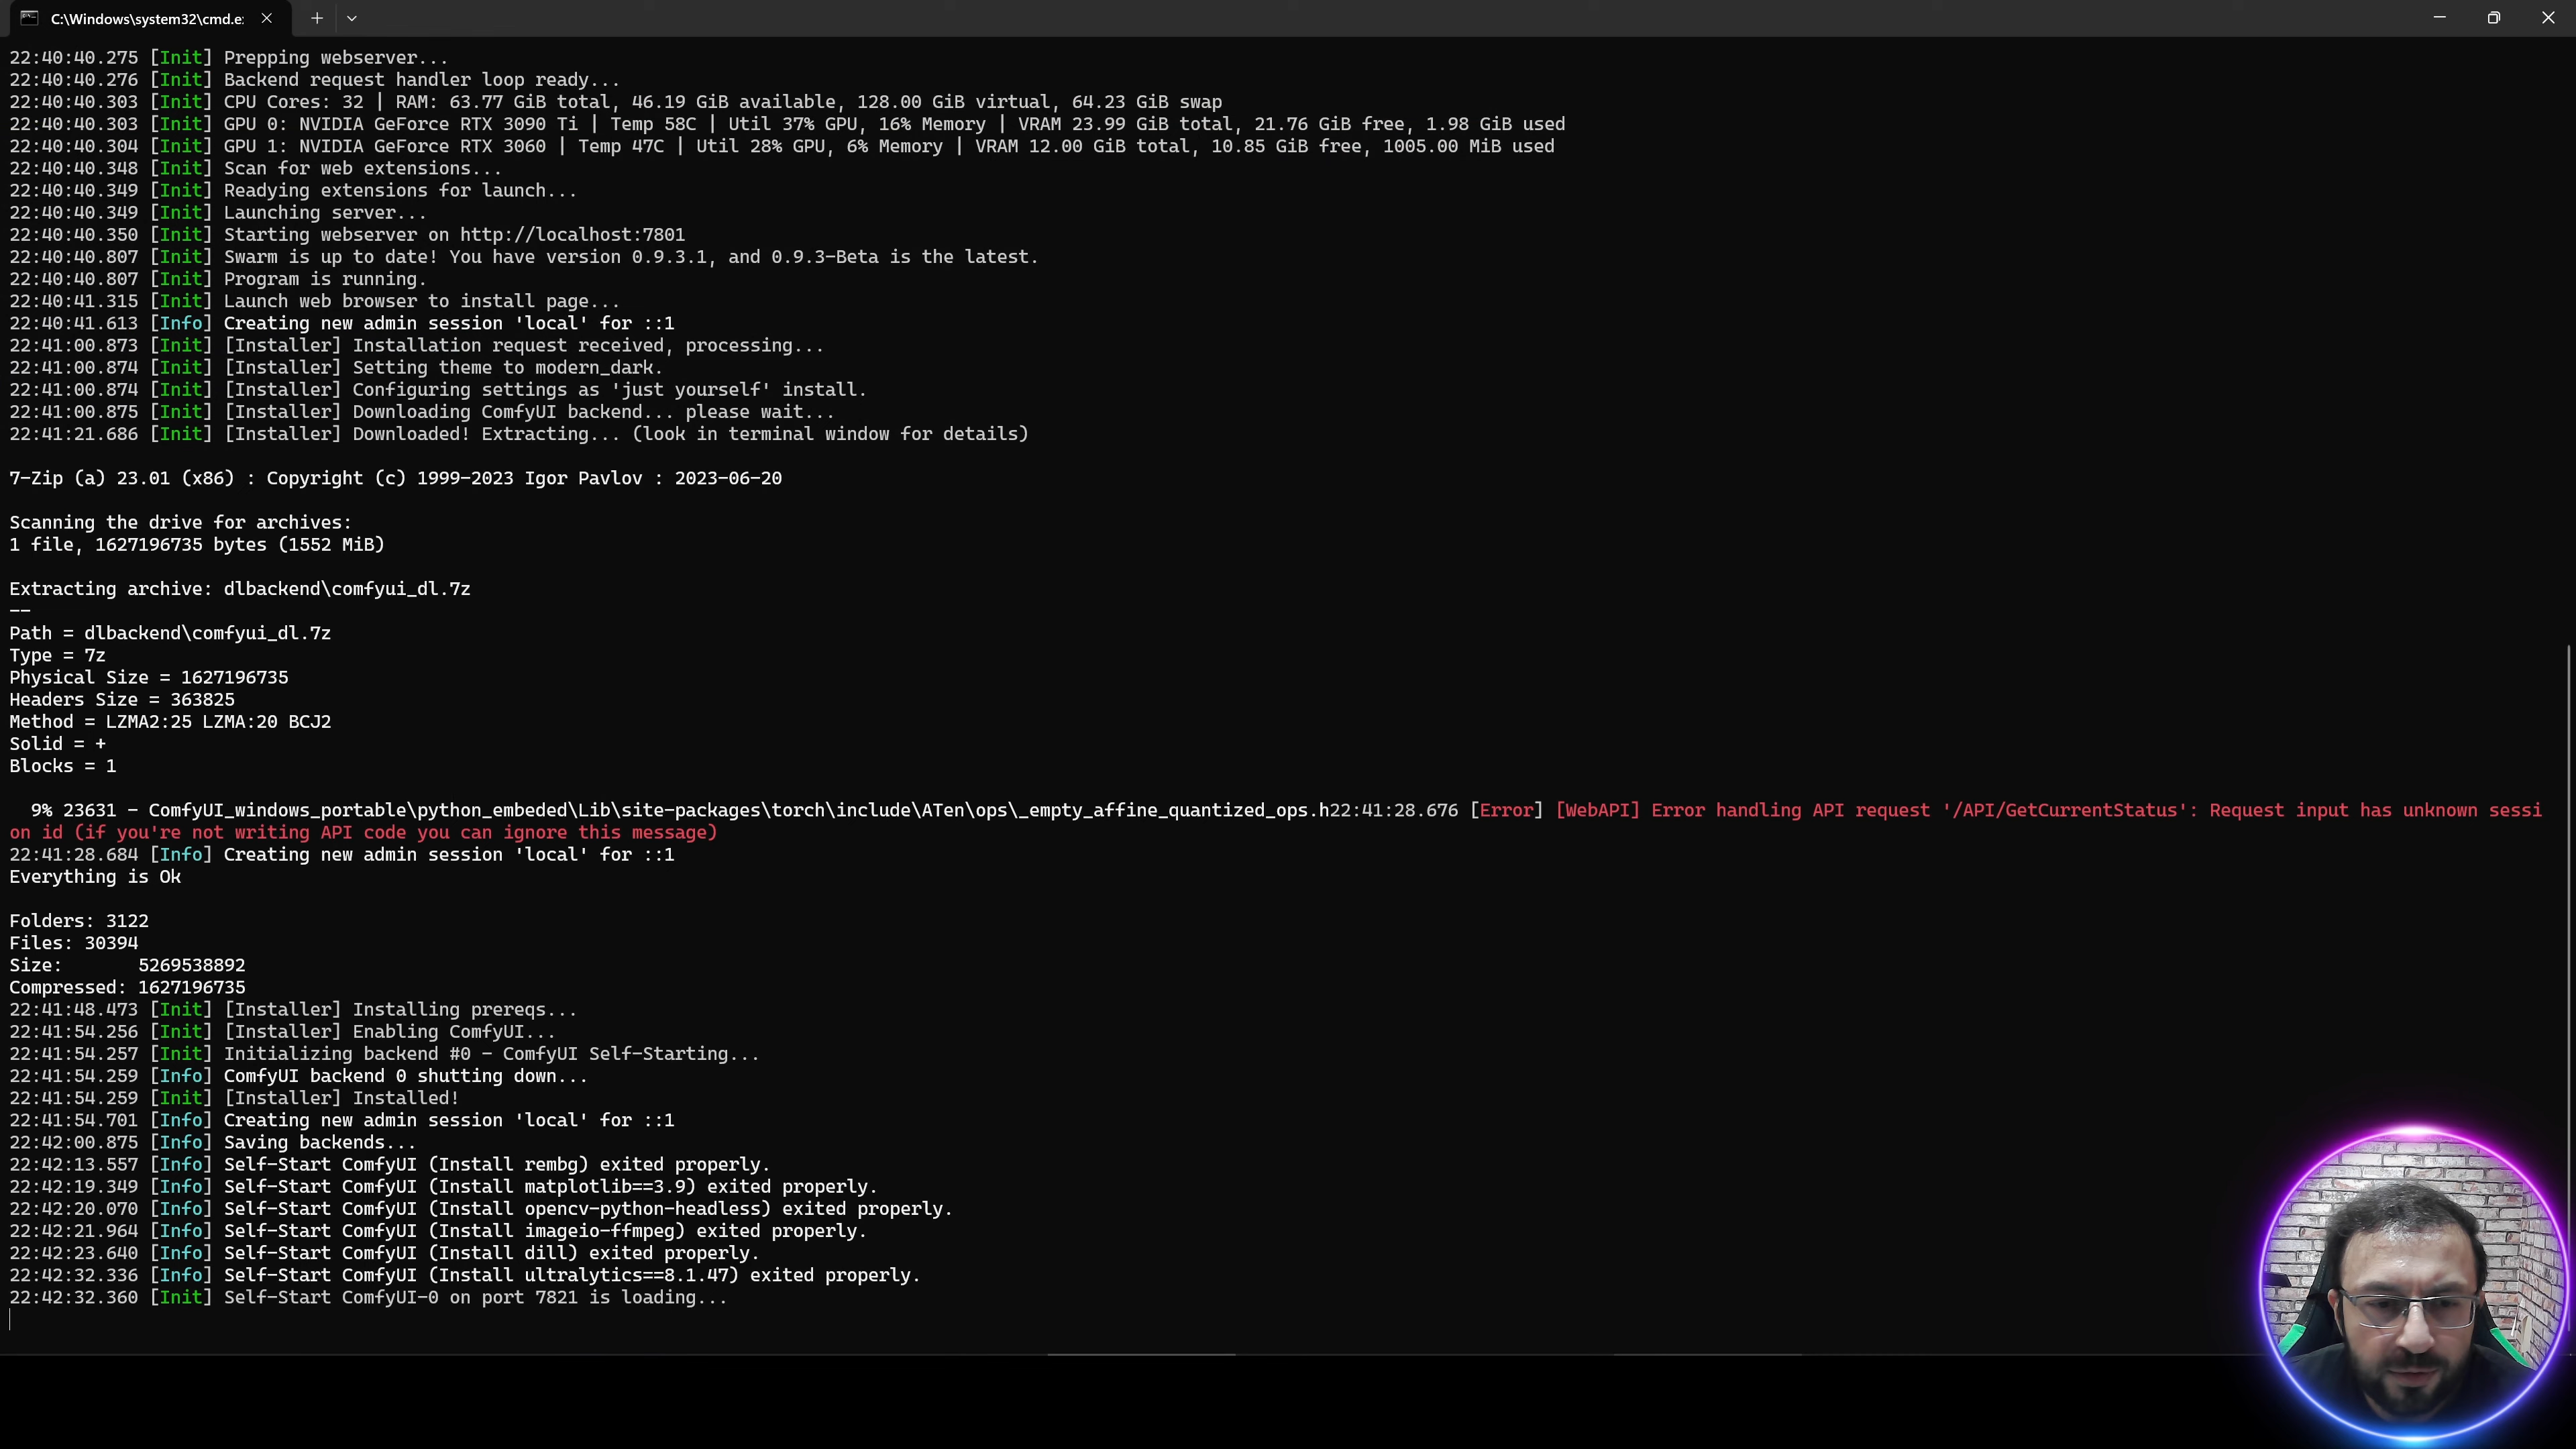 C:\Windows\system32\cmd.e
22:40:40.275 [Init] Prepping webserver...
22:40:40.276 [Init] Backend request handler loop ready...
22:40:40.303 [Init] CPU Cores: 32 | RAM: 63.77 GiB total, 46.19 GiB available, 128.00 GiB virtual, 64.23 GiB swap
22:40:40.303 [Init] GPU 0: NVIDIA GeForce RTX 3090 Ti | Temp 58C | Util 37% GPU, 16% Memory | VRAM 23.99 GiB total, 21.76 GiB free, 1.98 GiB used
22:40:40.304 [Init] GPU 1: NVIDIA GeForce RTX 3060 | Temp 47C | Util 28% GPU, 6% Memory | VRAM 12.00 GiB total, 10.85 GiB free, 1005.00 MiB used
22:40:40.348 [Init] Scan for web extensions...
22:40:40.349 [Init] Readying extensions for launch...
22:40:40.349 [Init] Launching server...
22:40:40.350 [Init] Starting webserver on http://localhost:7801
22:40:40.807 [Init] Swarm is up to date! You have version 0.9.3.1, and 0.9.3-Beta is the latest.
22:40:40.807 [Init] Program is running.
22:40:41.315 [Init] Launch web browser to install page...
22:40:41.613 [Info] Creating new admin session 'local' for ::1
22:41:00.873 [Init] [Installer] Installation request received, processing...
22:41:00.874 [Init] [Installer] Setting theme to modern_dark.
22:41:00.874 [Init] [Installer] Configuring settings as 'just yourself' install.
22:41:00.875 [Init] [Installer] Downloading ComfyUI backend... please wait...
22:41:21.686 [Init] [Installer] Downloaded! Extracting... (look in terminal window for details)
7-Zip (a) 23.01 (x86) : Copyright (c) 1999-2023 Igor Pavlov : 2023-06-20
Scanning the drive for archives:
1 file, 1627196735 bytes (1552 MiB)
Extracting archive: dlbackend\comfyui_dl.7z
--
Path = dlbackend\comfyui_dl.7z
Type = 7z
Physical Size = 1627196735
Headers Size = 363825
Method = LZMA2:25 LZMA:20 BCJ2
Solid = +
Blocks = 1
9% 23631 - ComfyUI_windows_portable\python_embeded\Lib\site-packages\torch\include\ATen\ops\_empty_affine_quantized_ops.h22:41:28.676 [Error] [WebAPI] Error handling API request '/API/GetCurrentStatus': Request input has unknown sessi
on id (if you're not writing API code you can ignore this message)
22:41:28.684 [Info] Creating new admin session 'local' for ::1
Everything is Ok
Folders: 3122
Files: 30394
Size:       5269538892
Compressed: 1627196735
22:41:48.473 [Init] [Installer] Installing prereqs...
22:41:54.256 [Init] [Installer] Enabling ComfyUI...
22:41:54.257 [Init] Initializing backend #0 - ComfyUI Self-Starting...
22:41:54.259 [Info] ComfyUI backend 0 shutting down...
22:41:54.259 [Init] [Installer] Installed!
22:41:54.701 [Info] Creating new admin session 'local' for ::1
22:42:00.875 [Info] Saving backends...
22:42:13.557 [Info] Self-Start ComfyUI (Install rembg) exited properly.
22:42:19.349 [Info] Self-Start ComfyUI (Install matplotlib==3.9) exited properly.
22:42:20.070 [Info] Self-Start ComfyUI (Install opencv-python-headless) exited properly.
22:42:21.964 [Info] Self-Start ComfyUI (Install imageio-ffmpeg) exited properly.
22:42:23.640 [Info] Self-Start ComfyUI (Install dill) exited properly.
22:42:32.336 [Info] Self-Start ComfyUI (Install ultralytics==8.1.47) exited properly.
22:42:32.360 [Init] Self-Start ComfyUI-0 on port 7821 is loading...